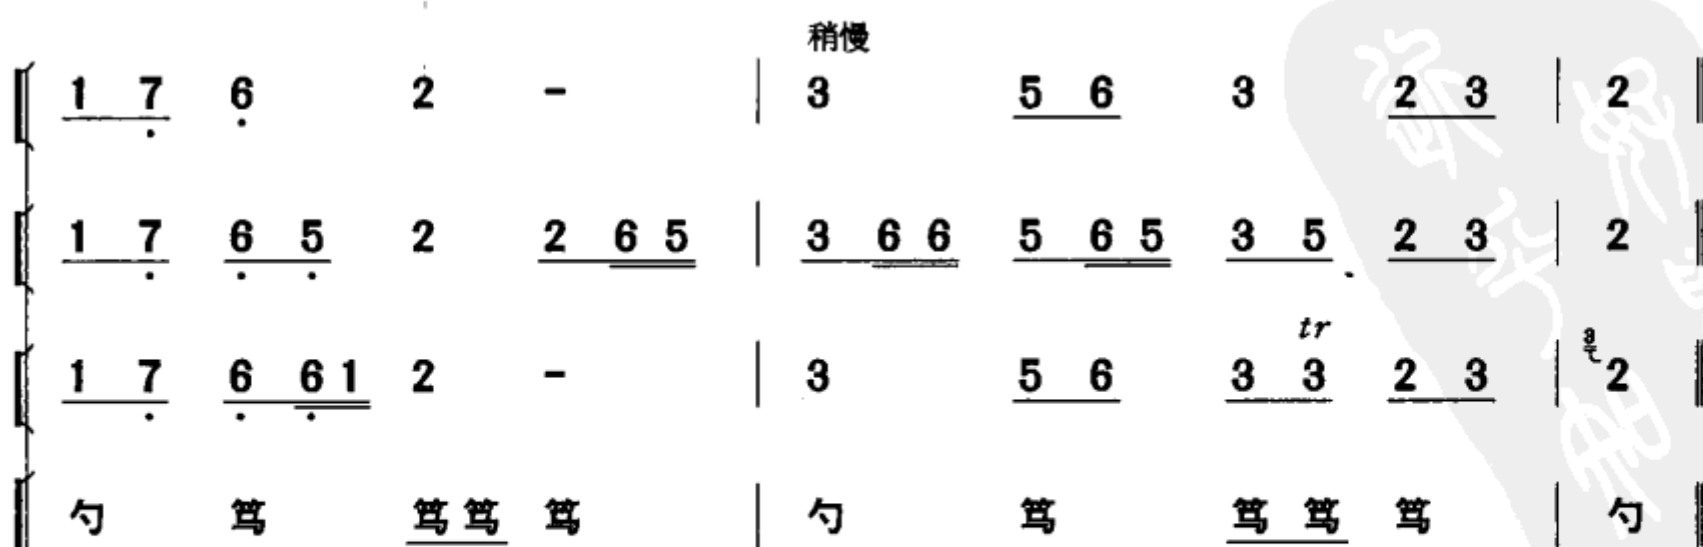 稍慢
1 7 6 2 - | 3 5 6 3 2 3 | 2
1 7 6 5 2 2 6 5 | 3 6 6 5 6 5 3 5 2 3 | 2
tr
1 7 6 6 1 2 - | 3 5 6 3 3 2 3 | 3 2
勺 笃 笃 笃 笃 | 勺 笃 笃 笃 笃 | 勺